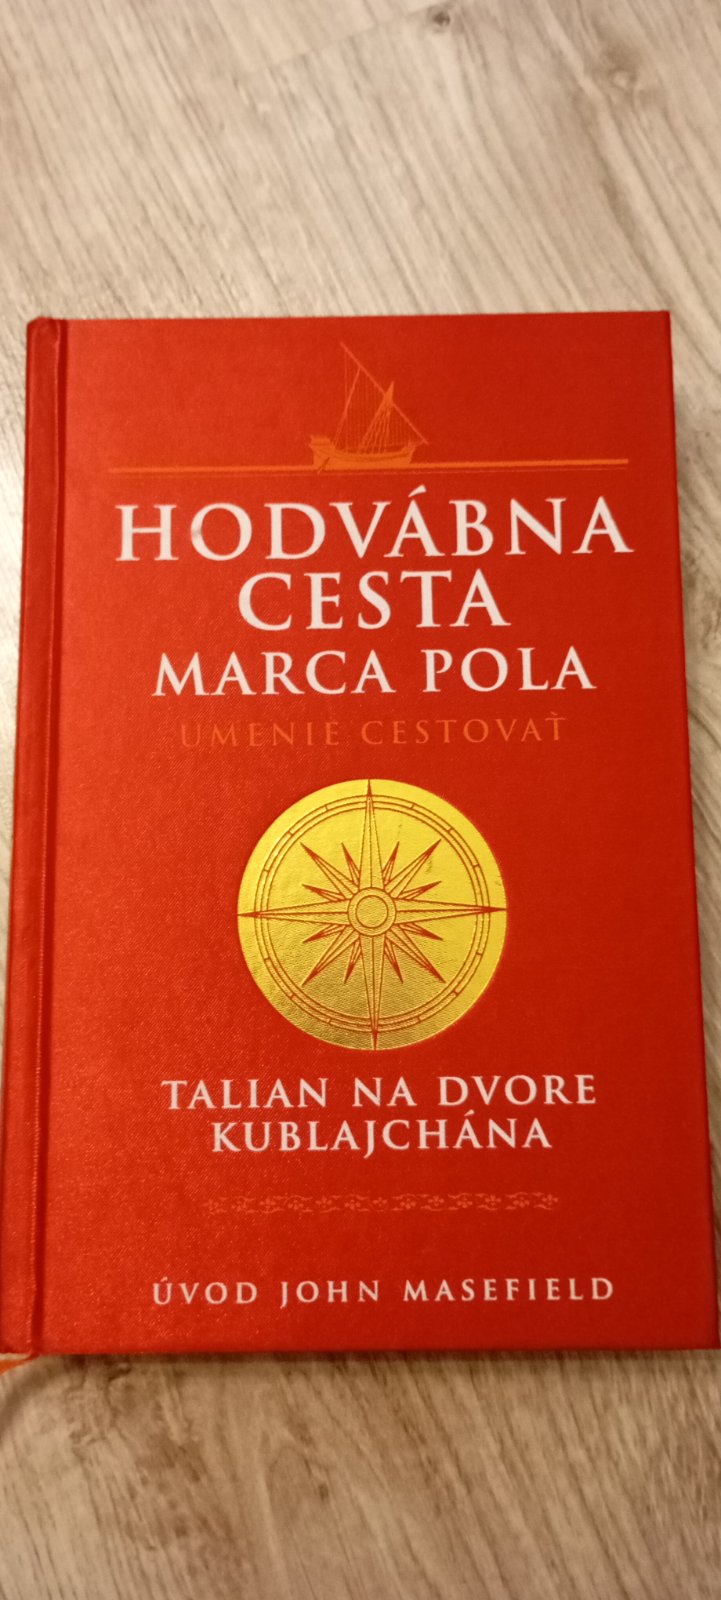 HODVÁBNA
CESTA
MARCA POLA
UMENIE CESTOVAŤ
TALIAN NA DVORE
KUBLAJCHÁNA
ÚVOD JOHN MASEFIELD